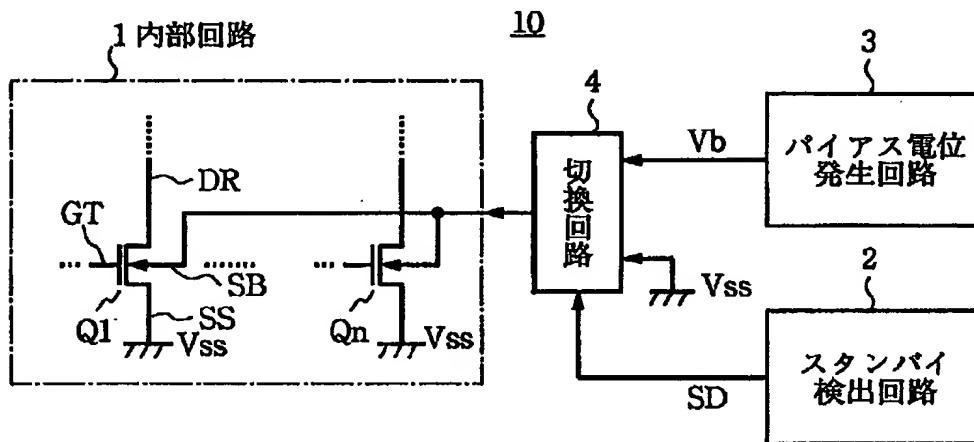 10
1 内部回路
DR
GT
SB
Q1
SS
Vss
Qn
Vss
4
切換回路
Vb
Vss
SD
3
バイアス電位
発生回路
2
スタンバイ
検出回路